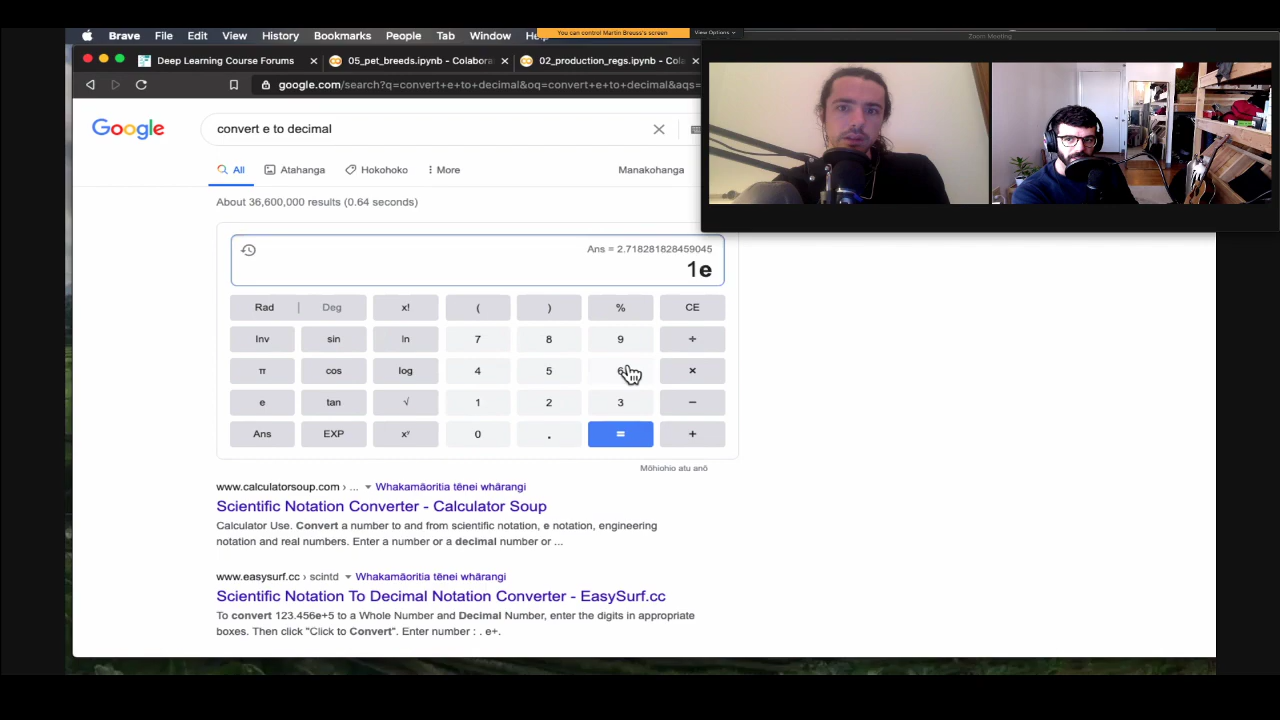 Brave File Edit View History Bookmarks People Tab Window Help
You can control Martin Breuss's screen View Options
Zoom Meeting
Deep Learning Course Forums 05_pet_breeds.ipynb - Colabora 02_production_regs.ipynb - Cola
google.com/search?q=convert+e+to+decimal&oq=convert+e+to+decimal&aqs=
Google convert e to decimal
All Atahanga Hokohoko More Manakohanga
About 36,600,000 results (0.64 seconds)
Ans = 2.718281828459045
1e
Rad Deg x! ( ) % CE
Inv sin ln 7 8 9 ÷
π cos log 4 5 6 ×
e tan √ 1 2 3 −
Ans EXP xʸ 0 . = +
Mōhiohio atu anō
www.calculatorsoup.com › ... Whakamāoritia tēnei whārangi
Scientific Notation Converter - Calculator Soup
Calculator Use. Convert a number to and from scientific notation, e notation, engineering
notation and real numbers. Enter a number or a decimal number or ...
www.easysurf.cc › scintd Whakamāoritia tēnei whārangi
Scientific Notation To Decimal Notation Converter - EasySurf.cc
To convert 123.456e+5 to a Whole Number and Decimal Number, enter the digits in appropriate
boxes. Then click "Click to Convert". Enter number : . e+.